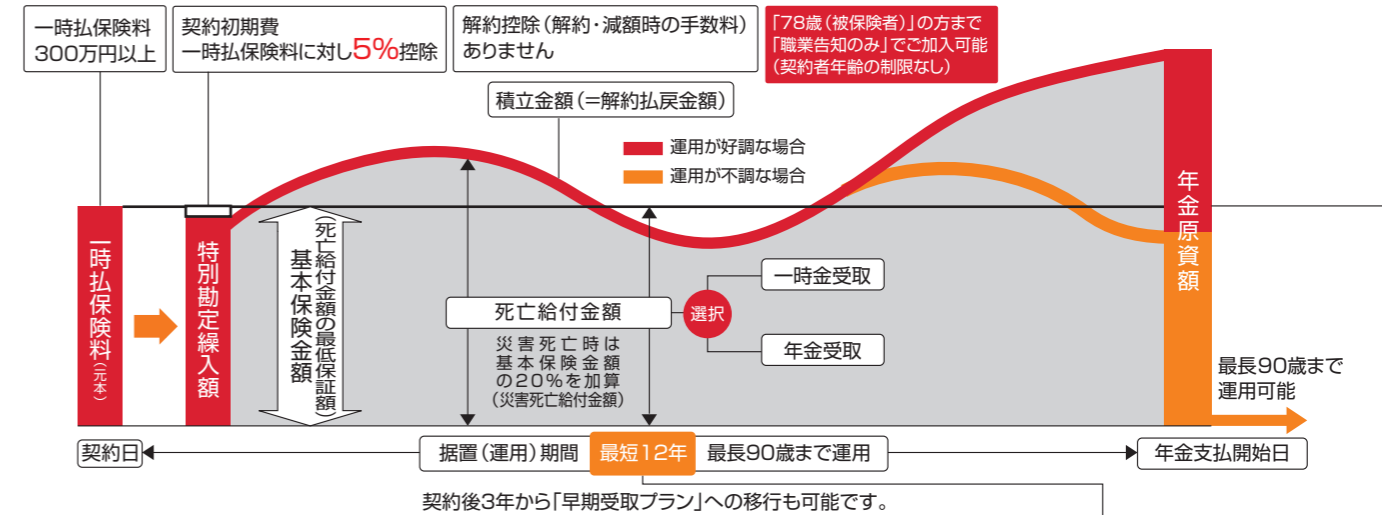 一時払保険料
300万円以上
契約初期費
一時払保険料に対し5%控除
解約控除(解約・減額時の手数料)
ありません
「78歳(被保険者)」の方まで
「職業告知のみ」でご加入可能
(契約者年齢の制限なし)
積立金額(=解約払戻金額)
運用が好調な場合
運用が不調な場合
一時払保険料(元本)
特別勘定繰入額
基本保険金額
(死亡給付金額の最低保証額)
死亡給付金額
災害死亡時は
基本保険金額
の20%を加算
(災害死亡給付金額)
選択
一時金受取
年金受取
年金原資額
最長90歳まで
運用可能
契約日
据置(運用)期間
最短12年
最長90歳まで運用
年金支払開始日
契約後3年から「早期受取プラン」への移行も可能です。